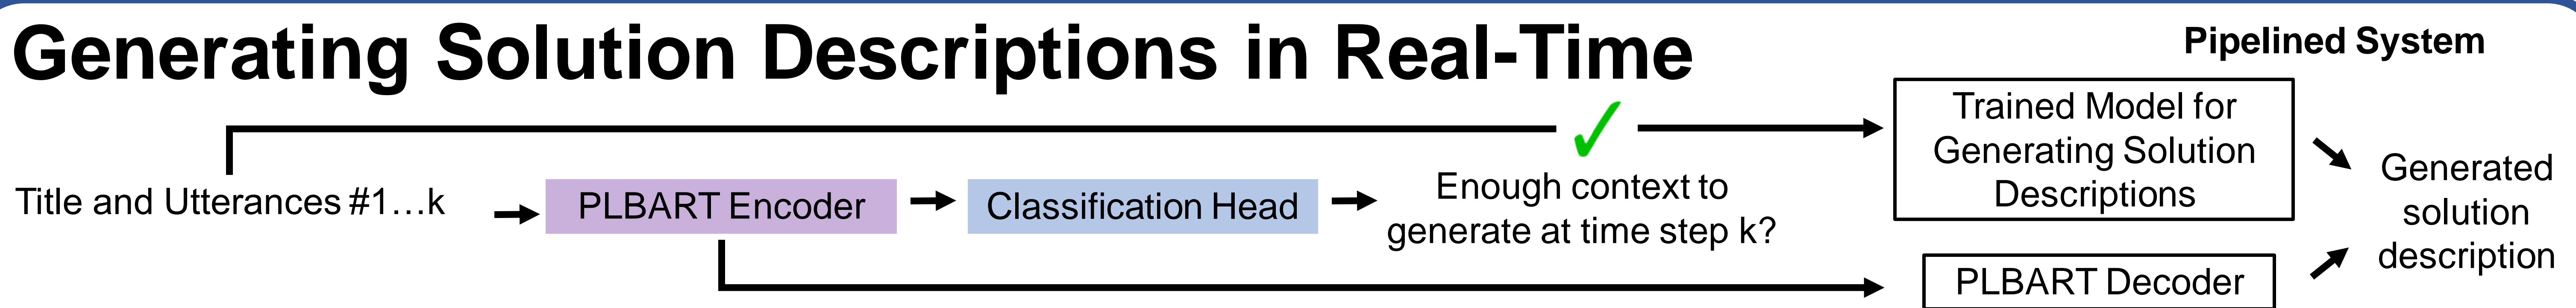 Generating Solution Descriptions in Real-Time
Pipelined System
Title and Utterances #1…k
PLBART Encoder
Classification Head
Enough context to
generate at time step k?
Trained Model for
Generating Solution
Descriptions
PLBART Decoder
Generated
solution
description